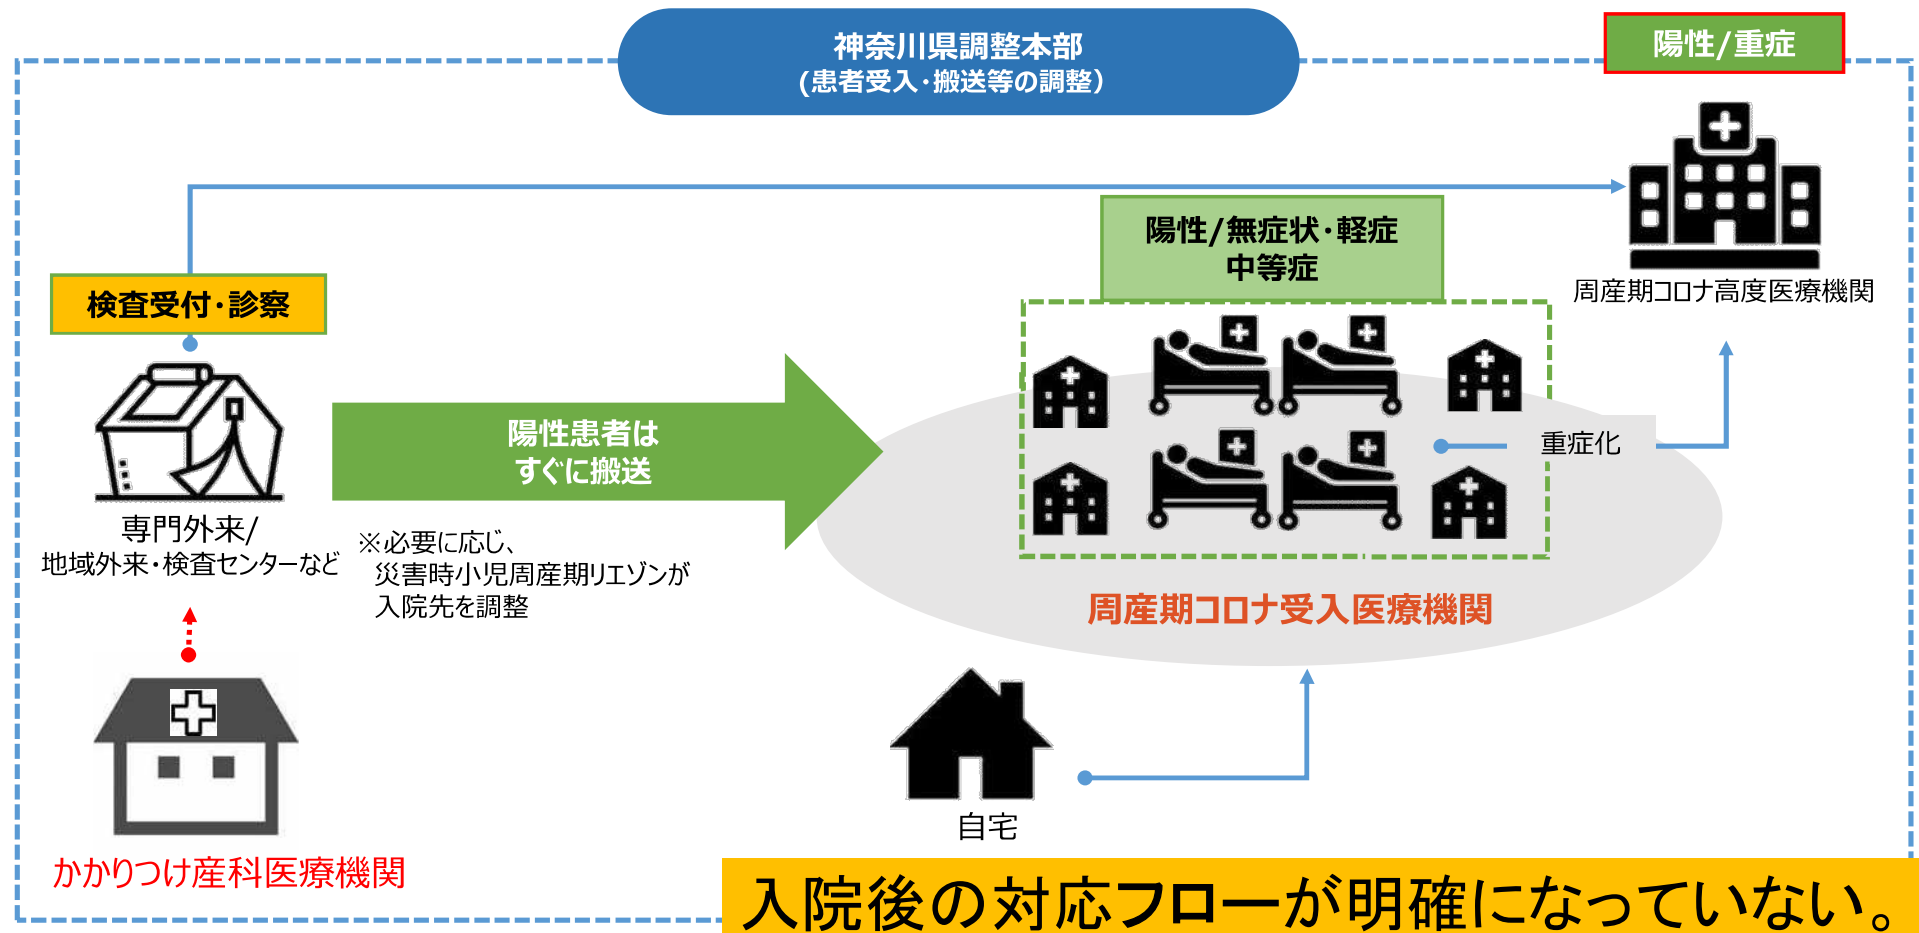 神奈川県調整本部
(患者受入・搬送等の調整)
陽性/重症
周産期コロナ高度医療機関
陽性/無症状・軽症
中等症
検査受付・診察
陽性患者は
すぐに搬送
重症化
専門外来/
地域外来・検査センターなど
※必要に応じ、
災害時小児周産期リエゾンが
入院先を調整
周産期コロナ受入医療機関
自宅
かかりつけ産科医療機関
入院後の対応フローが明確になっていない。